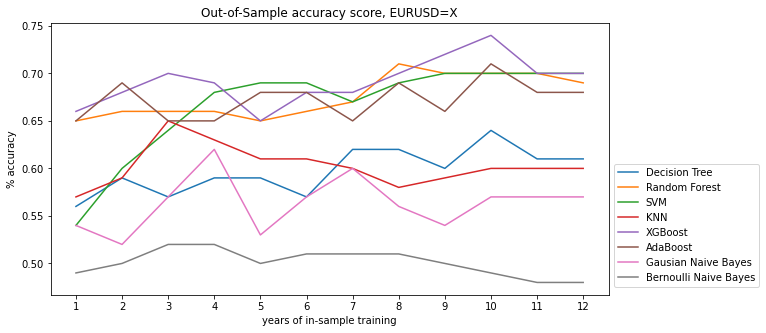 Out-of-Sample accuracy score, EURUSD=X
% accuracy
0.75
0.70
0.65
0.60
0.55
0.50
1 2 3 4 5 6 7 8 9 10 11 12
years of in-sample training
Decision Tree
Random Forest
SVM
KNN
XGBoost
AdaBoost
Gausian Naive Bayes
Bernoulli Naive Bayes